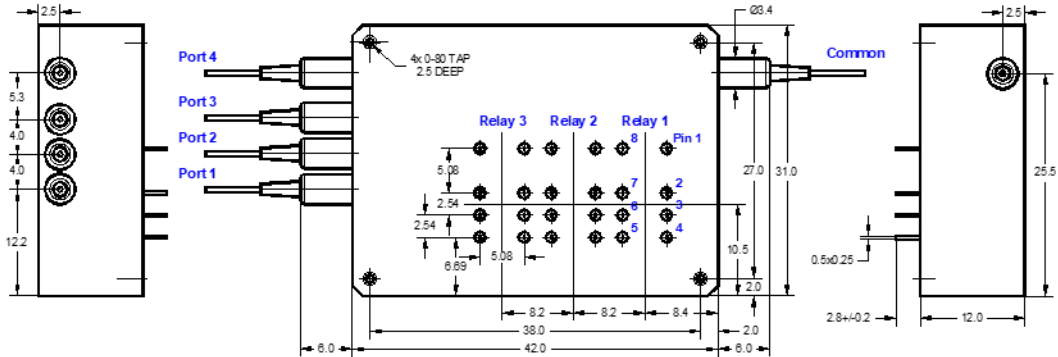 2.5
Port 4
Port 3
Port 2
Port 1
5.3
4.0
4.0
12.2
4x 0-80 TAP
2.5 DEEP
Ø3.4
Common
2.5
Relay 3 Relay 2 Relay 1
8 Pin 1
7 2
6 3
5 4
5.08
2.54
2.54
5.08
6.69
10.5
27.0
31.0
2.0
25.5
0.5x0.25
2.8+/-0.2
12.0
8.2 8.2 8.4
38.0 2.0
6.0 42.0 6.0